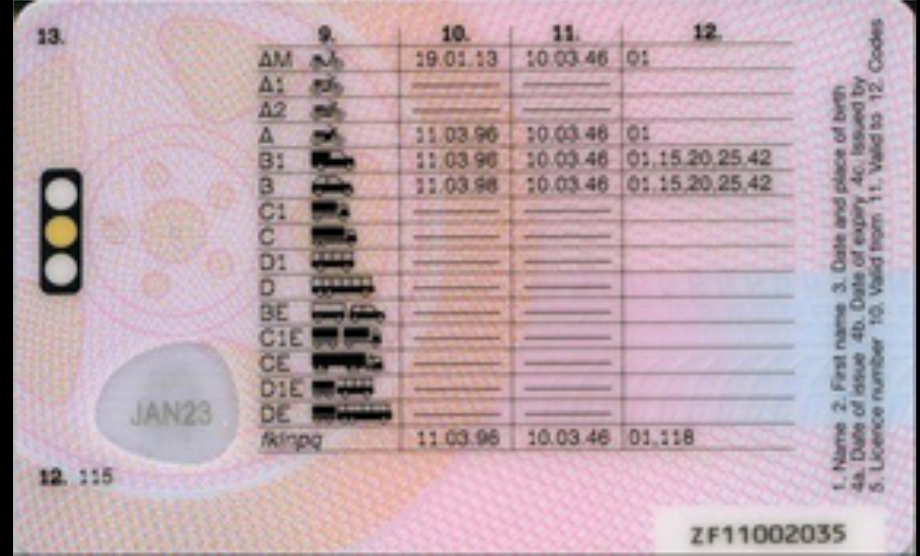 13.
9. 10. 11. 12.
AM 19.01.13 10.03.46 01
A1
A2
A 11.03.96 10.03.46 01
B1 11.03.96 10.03.46 01,15,20,25,42
B 11.03.98 10.03.46 01,15,20,25,42
C1
C
D1
D
BE
C1E
CE
D1E
DE
fklnpq 11.03.96 10.03.46 01,118
JAN23
12. 115
1. Name 2. First name 3. Date and place of birth
4a. Date of issue 4b. Date of expiry 4c. Issued by
5. Licence number 10. Valid from 11. Valid to 12. Codes
ZF11002035